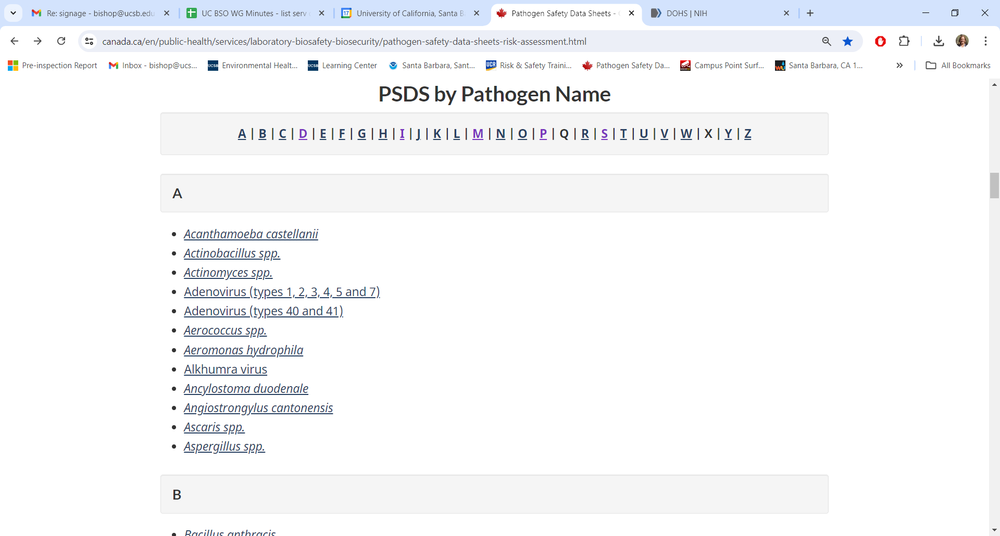 Re: signage - bishop@ucsb.edu
UC BSO WG Minutes - list serv
University of California, Santa B
Pathogen Safety Data Sheets -
DOHS | NIH
canada.ca/en/public-health/services/laboratory-biosafety-biosecurity/pathogen-safety-data-sheets-risk-assessment.html
Pre-inspection Report
Inbox - bishop@ucs...
UCSB Environmental Healt...
UCSB Learning Center
Santa Barbara, Sant...
UCR Risk & Safety Traini...
Pathogen Safety Da...
Campus Point Surf...
Santa Barbara, CA 1...
All Bookmarks
PSDS by Pathogen Name
A | B | C | D | E | F | G | H | I | J | K | L | M | N | O | P | Q | R | S | T | U | V | W | X | Y | Z
A
Acanthamoeba castellanii
Actinobacillus spp.
Actinomyces spp.
Adenovirus (types 1, 2, 3, 4, 5 and 7)
Adenovirus (types 40 and 41)
Aerococcus spp.
Aeromonas hydrophila
Alkhumra virus
Ancylostoma duodenale
Angiostrongylus cantonensis
Ascaris spp.
Aspergillus spp.
B
Bacillus anthracis